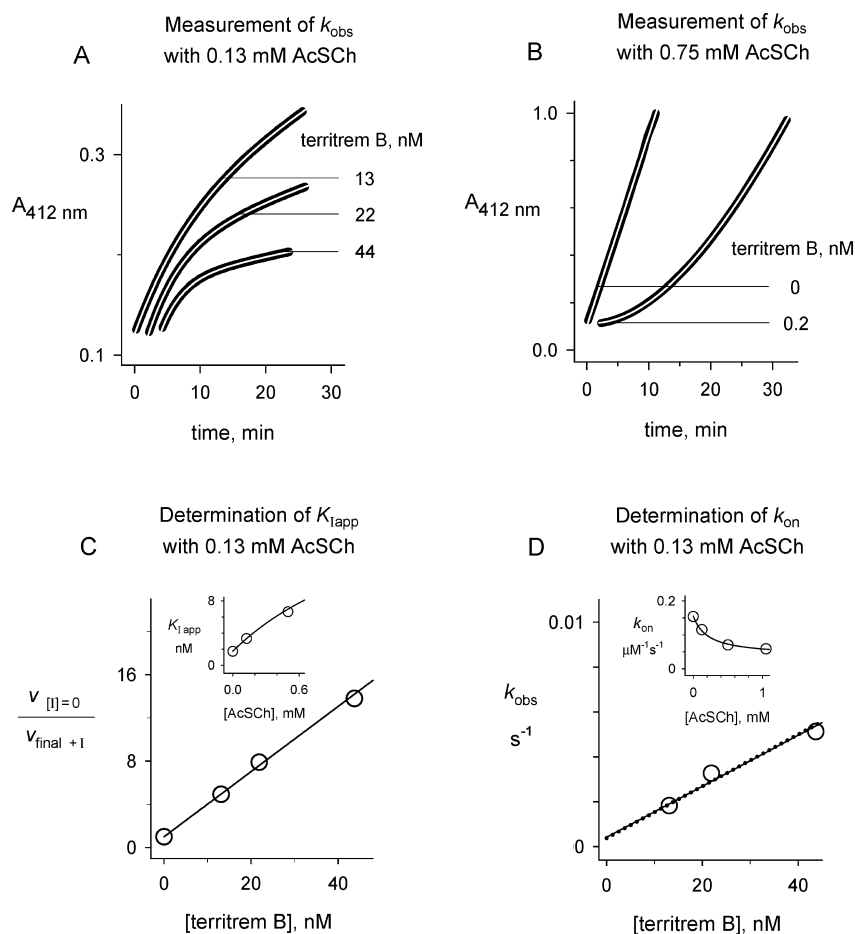 A
Measurement of kobs
with 0.13 mM AcSCh
0.3
A412 nm
0.1
territrem B, nM
13
22
44
0 10 20 30
time, min
B
Measurement of kobs
with 0.75 mM AcSCh
1.0
A412 nm
0.0
territrem B, nM
0
0.2
0 10 20 30
time, min
C
Determination of KIapp
with 0.13 mM AcSCh
16
8
0
v [I] = 0
vfinal + I
8
KI app
nM
0
0.0 0.6
[AcSCh], mM
0 20 40
[territrem B], nM
D
Determination of kon
with 0.13 mM AcSCh
0.01
kobs
s-1
0
0.2
kon
μM-1s-1
0
0 1
[AcSCh], mM
0 20 40
[territrem B], nM